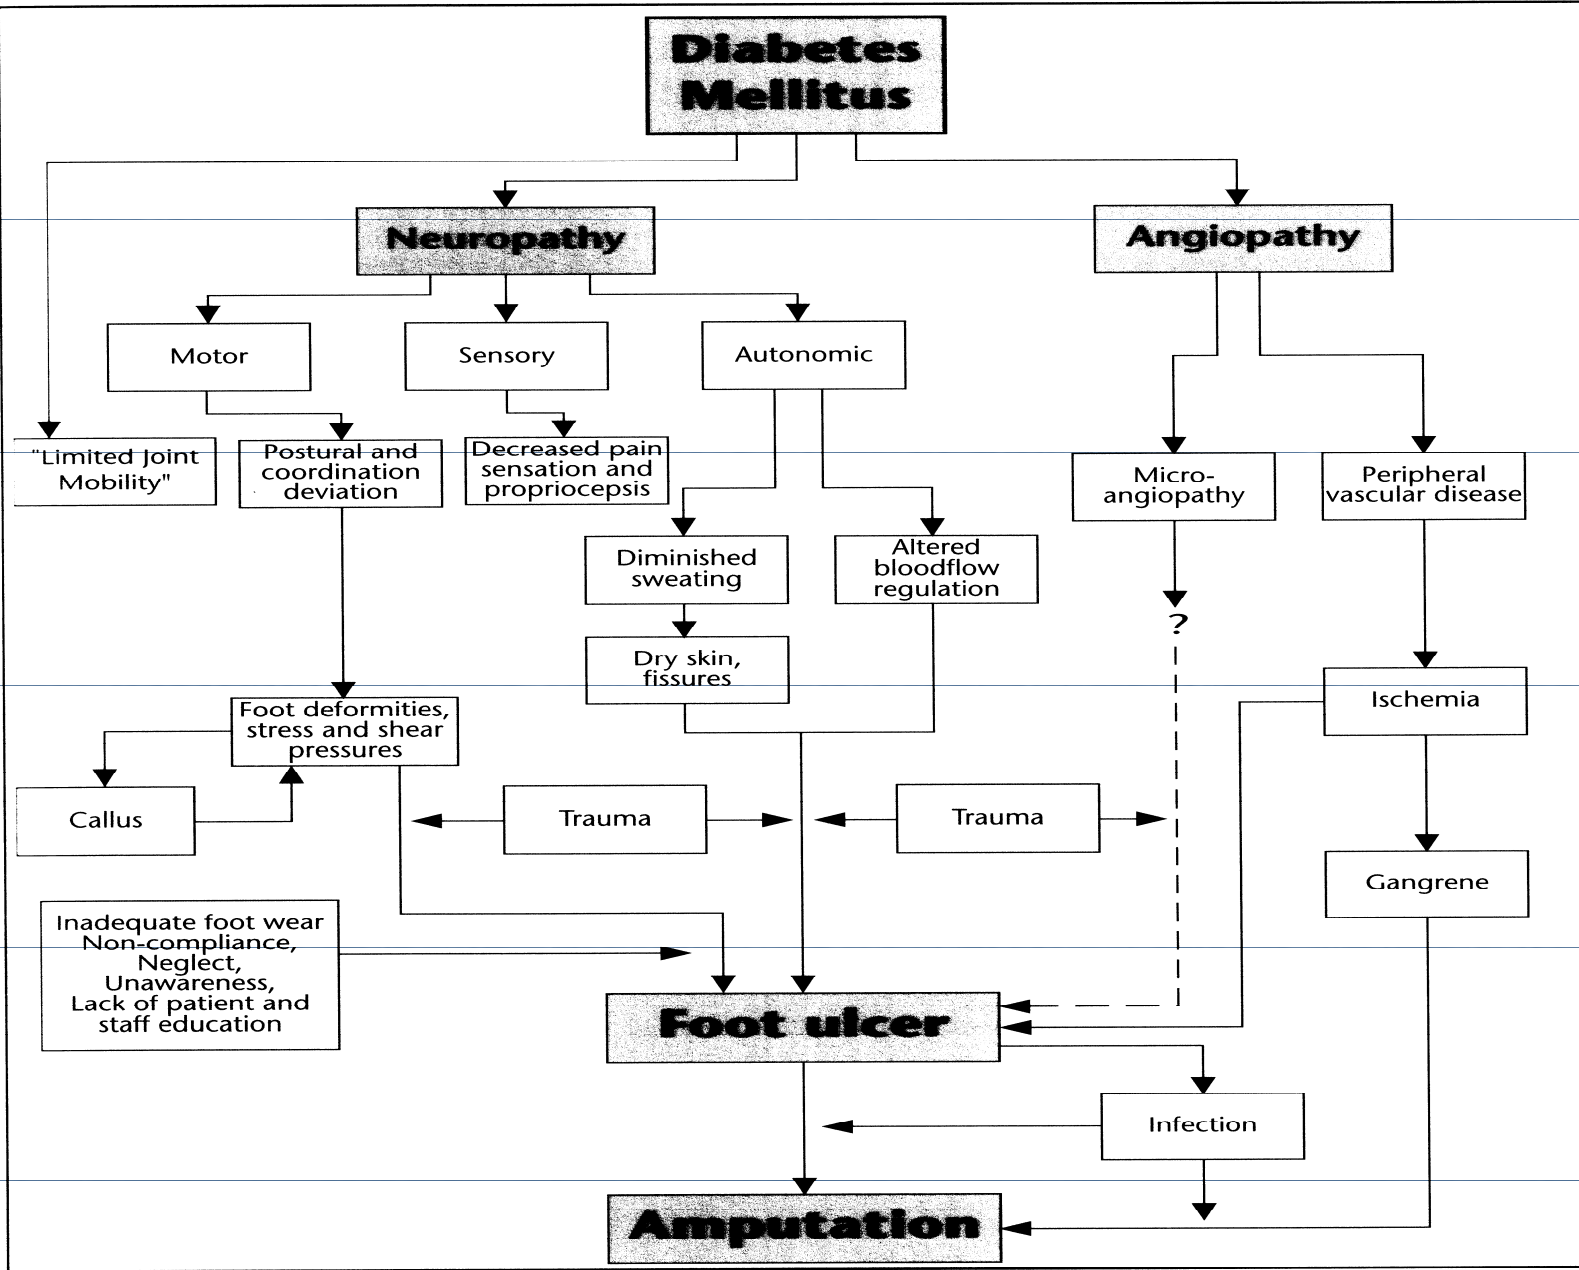 Diabetes
Mellitus
Neuropathy
Angiopathy
Motor
Sensory
Autonomic
"Limited Joint
Mobility"
Postural and
coordination
deviation
Decreased pain
sensation and
propriocepsis
Micro-
angiopathy
Peripheral
vascular disease
Diminished
sweating
Altered
bloodflow
regulation
?
Dry skin,
fissures
Ischemia
Foot deformities,
stress and shear
pressures
Callus
Trauma
Trauma
Gangrene
Inadequate foot wear
Non-compliance,
Neglect,
Unawareness,
Lack of patient and
staff education
Foot ulcer
Infection
Amputation